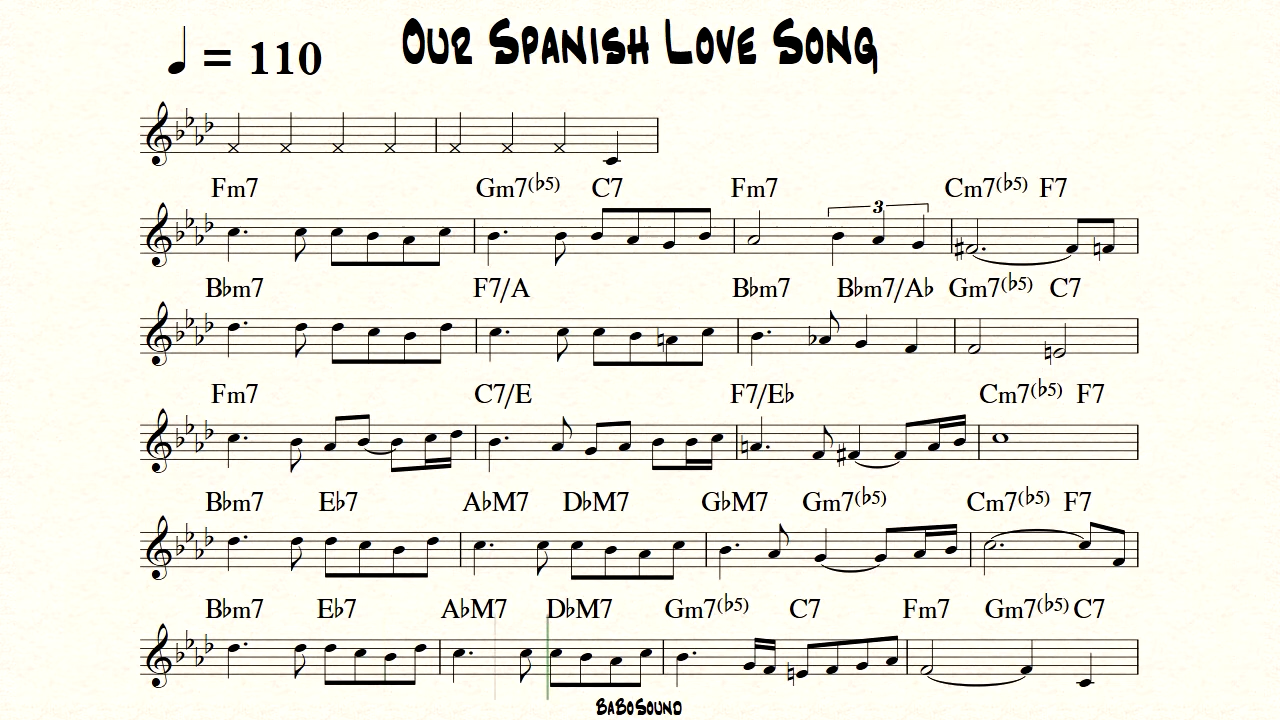 ♩ = 110 OUR SPANISH LOVE SONG
Fm7 Gm7(♭5) C7 Fm7 Cm7(♭5) F7
3
B♭m7 F7/A B♭m7 B♭m7/A♭ Gm7(♭5) C7
Fm7 C7/E F7/E♭ Cm7(♭5) F7
B♭m7 E♭7 A♭M7 D♭M7 G♭M7 Gm7(♭5) Cm7(♭5) F7
B♭m7 E♭7 A♭M7 D♭M7 Gm7(♭5) C7 Fm7 Gm7(♭5) C7
BABOSOUND